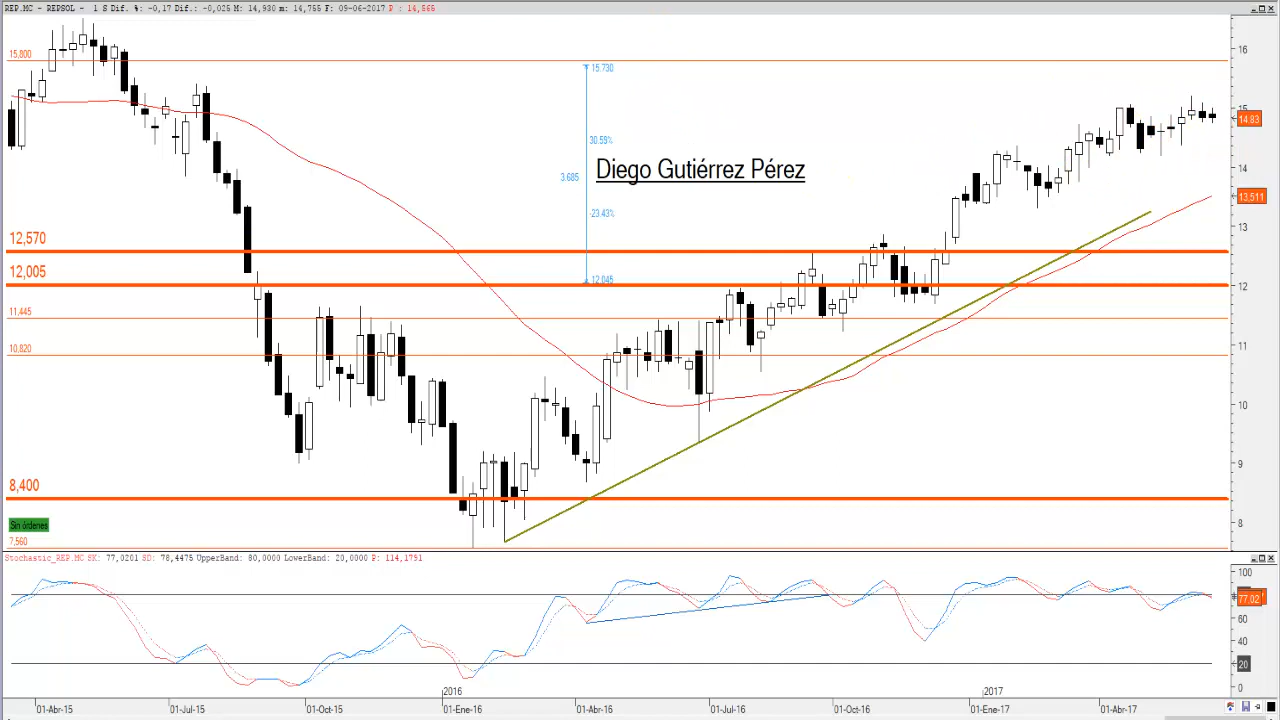 REP.MC - REPSOL - 1 S Dif. %: -0,17 Dif.: -0,025 M: 14,930 m: 14,755 F: 09-06-2017 P : 14,565
15,800
16
15.730
15
14.83
30.59%
3.685
Diego Gutiérrez Pérez
14
13,511
-23.43%
13
12,570
12,005
12.045
12
11,445
11
10,820
10
9
8,400
8
Sin órdenes
7,560
Stochastic_REP.MC SK: 77,0201 SD: 78,4475 UpperBand: 80,0000 LowerBand: 20,0000 P: 114,1791
100
77.02
60
40
20
0
2016
2017
01-Abr-15
01-Jul-15
01-Oct-15
01-Ene-16
01-Abr-16
01-Jul-16
01-Oct-16
01-Ene-17
01-Abr-17